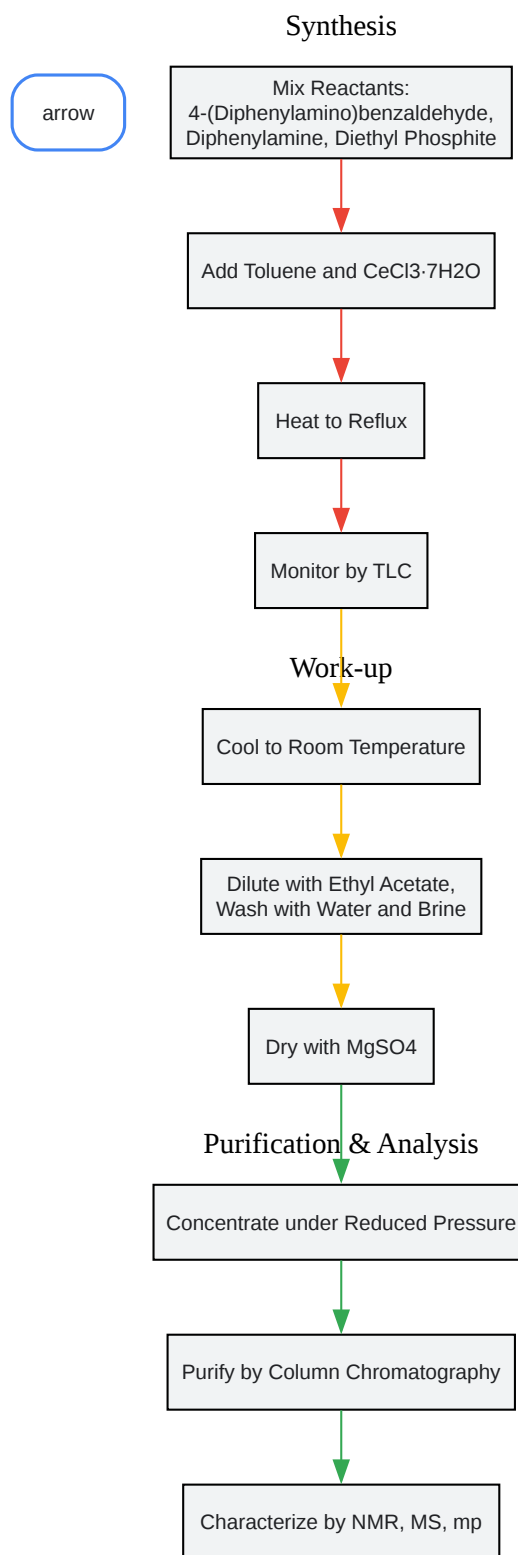 Synthesis
arrow
Mix Reactants:
4-(Diphenylamino)benzaldehyde,
Diphenylamine, Diethyl Phosphite
Add Toluene and CeCl3·7H2O
Heat to Reflux
Monitor by TLC
Work-up
Cool to Room Temperature
Dilute with Ethyl Acetate,
Wash with Water and Brine
Dry with MgSO4
Purification & Analysis
Concentrate under Reduced Pressure
Purify by Column Chromatography
Characterize by NMR, MS, mp